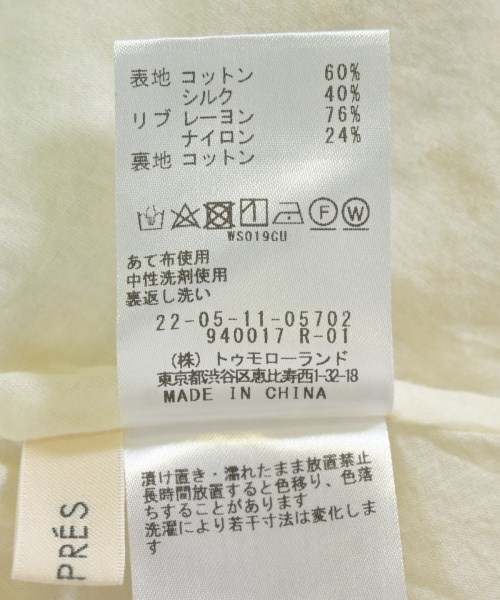 表地 コットン 60%
シルク 40%
リブ レーヨン 76%
ナイロン 24%
裏地 コットン
F W
WS019GU
あて布使用
中性洗剤使用
裏返し洗い
22-05-11-05702
940017 R-01
(株) トゥモローランド
東京都渋谷区恵比寿西1-32-18
MADE IN CHINA
漬け置き・濡れたまま放置禁止
長時間放置すると色移り、色落
ちすることがあります
洗濯により若干寸法は変化しま
す
PRÉS